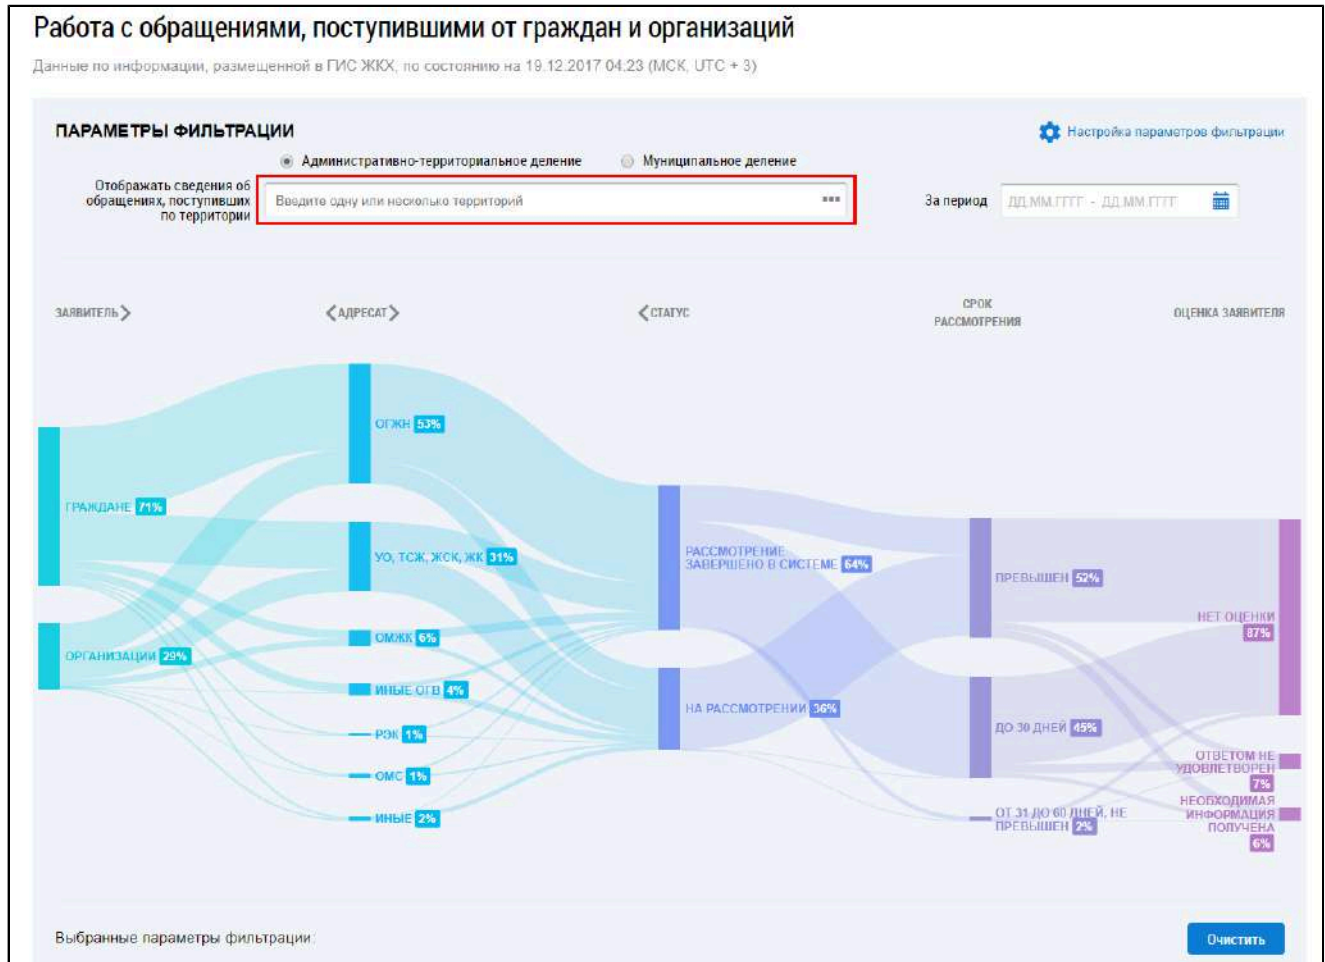 Работа с обращениями, поступившими от граждан и организаций
Данные по информации, размещенной в ГИС ЖКХ, по состоянию на 19.12.2017 04:23 (МСК, UTC + 3)
ПАРАМЕТРЫ ФИЛЬТРАЦИИ
Настройка параметров фильтрации
Административно-территориальное деление
Муниципальное деление
Отображать сведения об
обращениях, поступивших
по территории
Введите одну или несколько территорий
За период
ДД.ММ.ГГГГ - ДД.ММ.ГГГГ
ЗАЯВИТЕЛЬ
АДРЕСАТ
СТАТУС
СРОК
РАССМОТРЕНИЯ
ОЦЕНКА ЗАЯВИТЕЛЯ
ГРАЖДАНЕ 71%
ОРГАНИЗАЦИИ 29%
ОГЖН 53%
УО, ТСЖ, ЖСК, ЖК 31%
ОМЖК 6%
ИНЫЕ ОГВ 4%
РЭК 1%
ОМС 1%
ИНЫЕ 2%
РАССМОТРЕНИЕ
ЗАВЕРШЕНО В СИСТЕМЕ 64%
НА РАССМОТРЕНИИ 36%
ПРЕВЫШЕН 52%
ДО 30 ДНЕЙ 45%
ОТ 31 ДО 60 ДНЕЙ, НЕ
ПРЕВЫШЕН 2%
НЕТ ОЦЕНКИ
87%
ОТВЕТОМ НЕ
УДОВЛЕТВОРЕН
7%
НЕОБХОДИМАЯ
ИНФОРМАЦИЯ
ПОЛУЧЕНА
6%
Выбранные параметры фильтрации:
Очистить